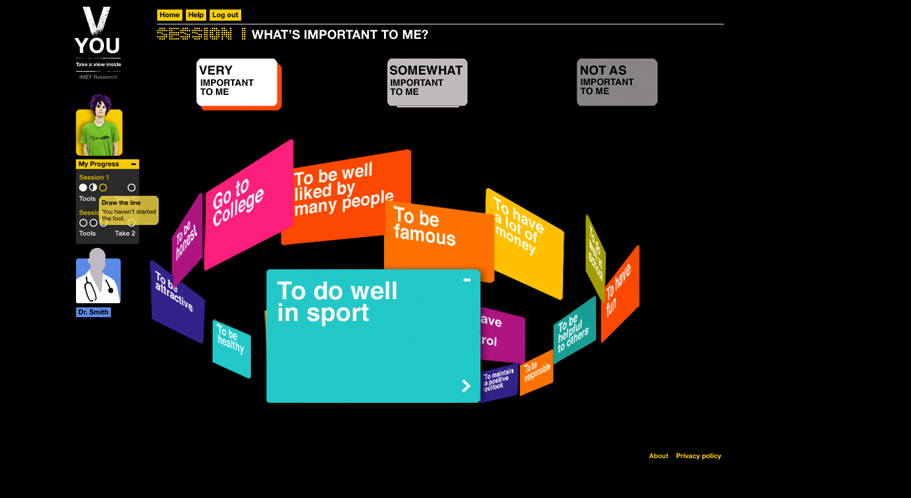 V
YOU
Take a view inside
iMET Research
Home Help Log out
SESSION 1 WHAT'S IMPORTANT TO ME?
VERY
IMPORTANT
TO ME
SOMEWHAT
IMPORTANT
TO ME
NOT AS
IMPORTANT
TO ME
My Progress
Session 1
Tools
Draw the line
You haven't started
the tool.
Tools Take 2
Dr. Smith
To be
attractive
To be
honest
Go to
College
To be well
liked by
many people
To be
famous
To have
a lot of
money
To have
fun
To be
healthy
To do well
in sport
To maintain
a positive
outlook
To be
responsible
To be
helpful
to others
About Privacy policy